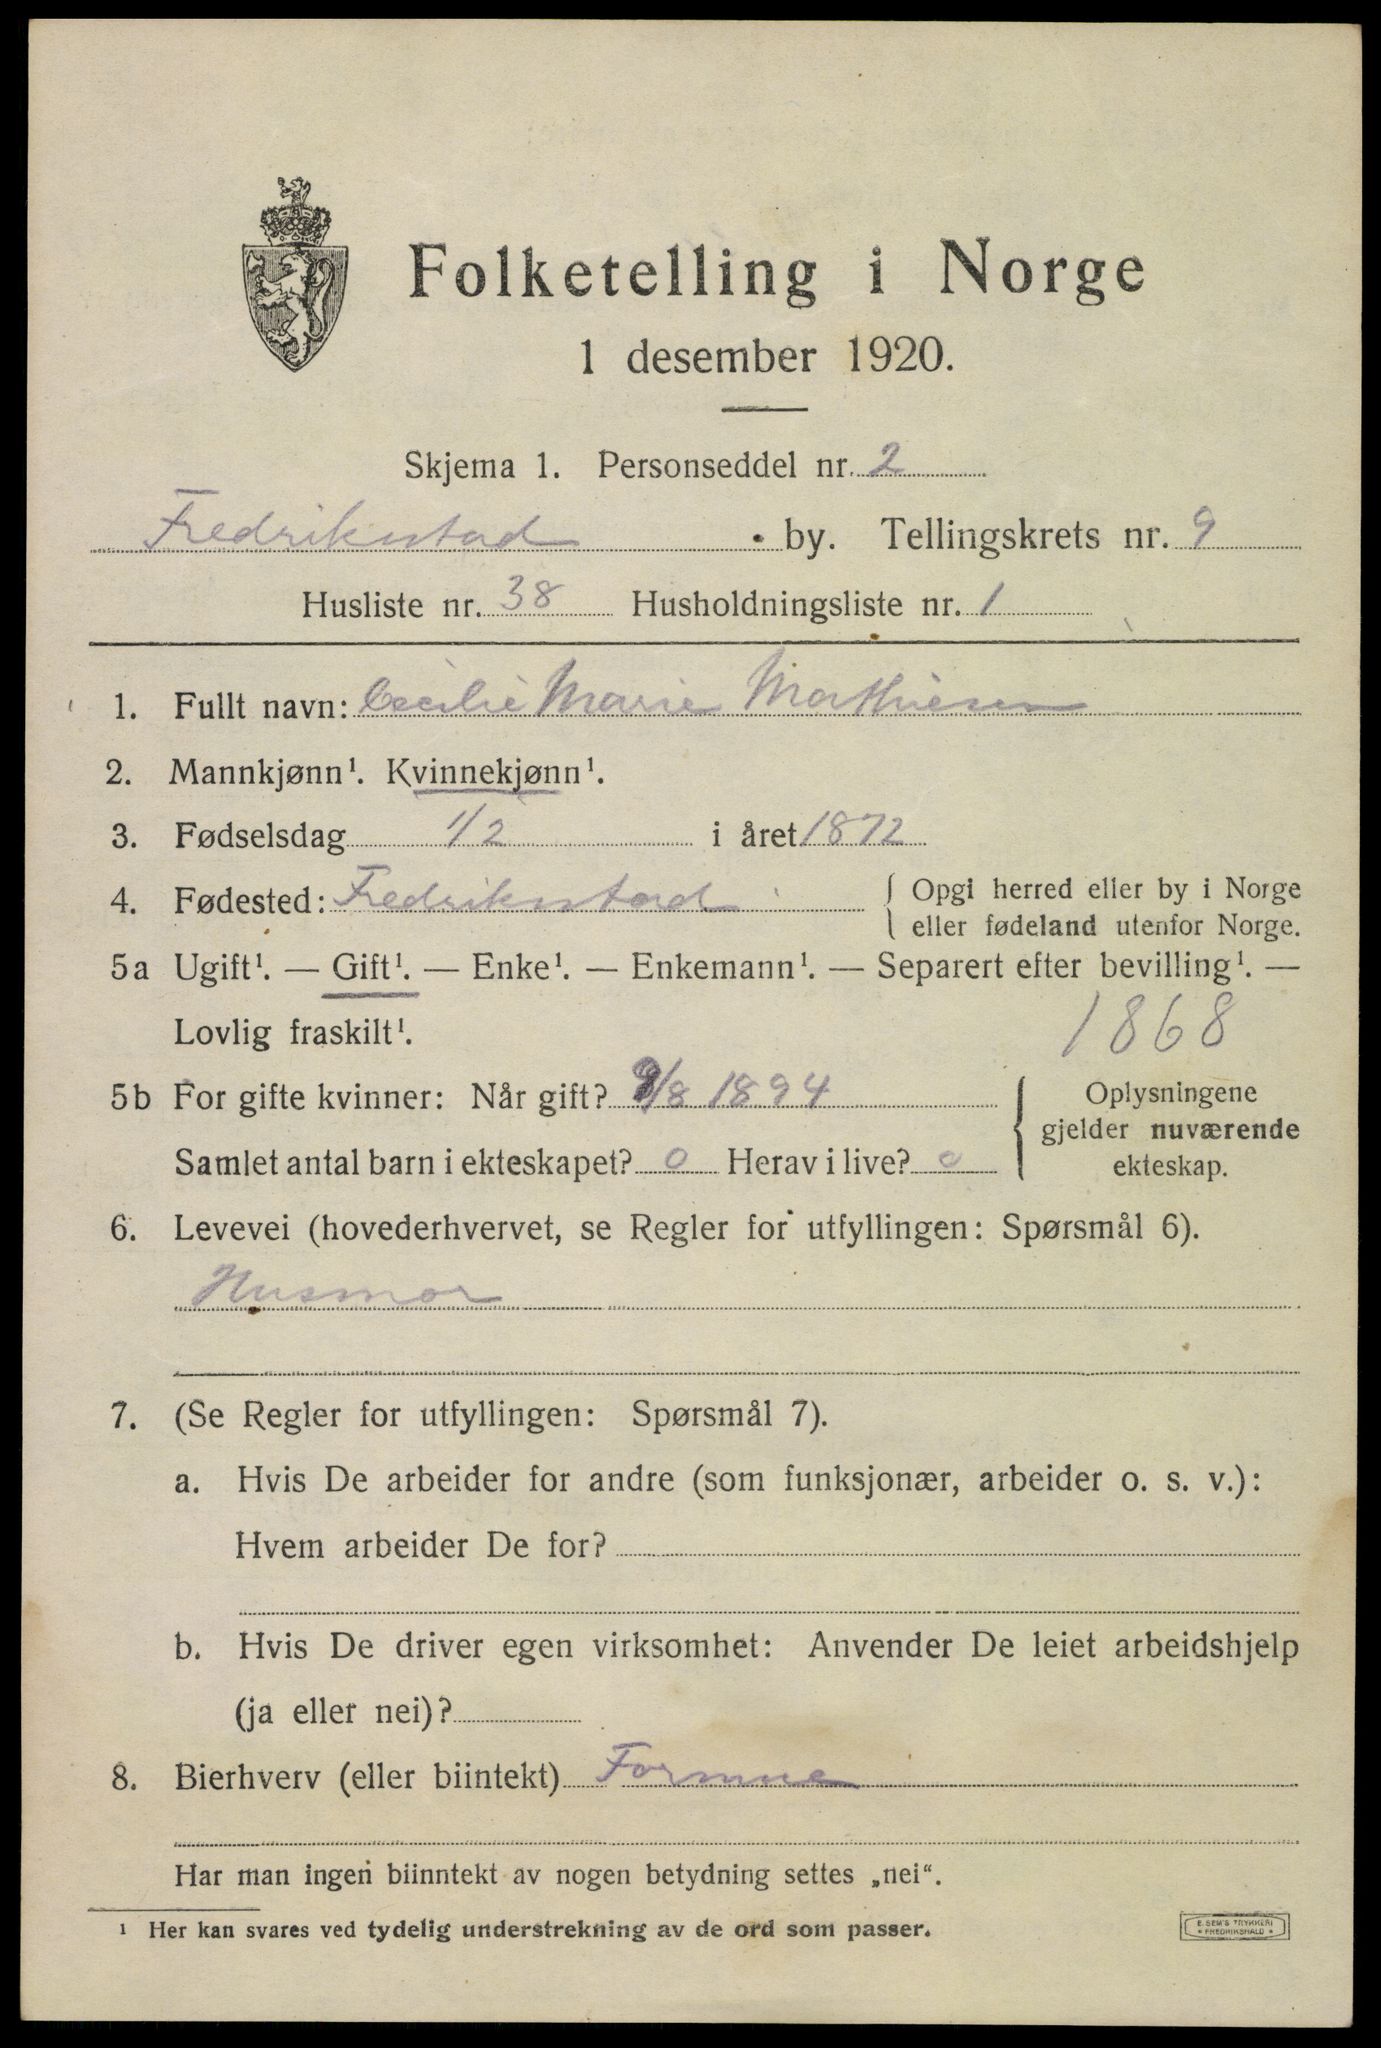 Folketelling i Norge
1 desember 1920.
Skjema 1. Personseddel nr. 2
Fredrikstad by. Tellingskrets nr. 9
Husliste nr. 38 Husholdningsliste nr. 1
1. Fullt navn: Cecilie Marie Mathiesen
2. Mannkjønn¹. Kvinnekjønn¹.
3. Fødselsdag 1/2 i året 1872
4. Fødested: Fredrikstad { Opgi herred eller by i Norge
eller fødeland utenfor Norge.
5a Ugift¹. — Gift¹. — Enke¹. — Enkemann¹. — Separert efter bevilling¹. —
Lovlig fraskilt¹. 1868
5b For gifte kvinner: Når gift? 9/8 1894
Samlet antal barn i ekteskapet? 0 Herav i live? 0
{ Oplysningene
gjelder nuværende
ekteskap.
6. Levevei (hovederhvervet, se Regler for utfyllingen: Spørsmål 6).
Husmor
7. (Se Regler for utfyllingen: Spørsmål 7).
a. Hvis De arbeider for andre (som funksjonær, arbeider o. s. v.):
Hvem arbeider De for?
b. Hvis De driver egen virksomhet: Anvender De leiet arbeidshjelp
(ja eller nei)?
8. Bierhverv (eller biintekt) Formue
Har man ingen biinntekt av nogen betydning settes „nei“.
¹ Her kan svares ved tydelig understrekning av de ord som passer.
E. SEM'S TRYKKERI
* FREDRIKSHALD *